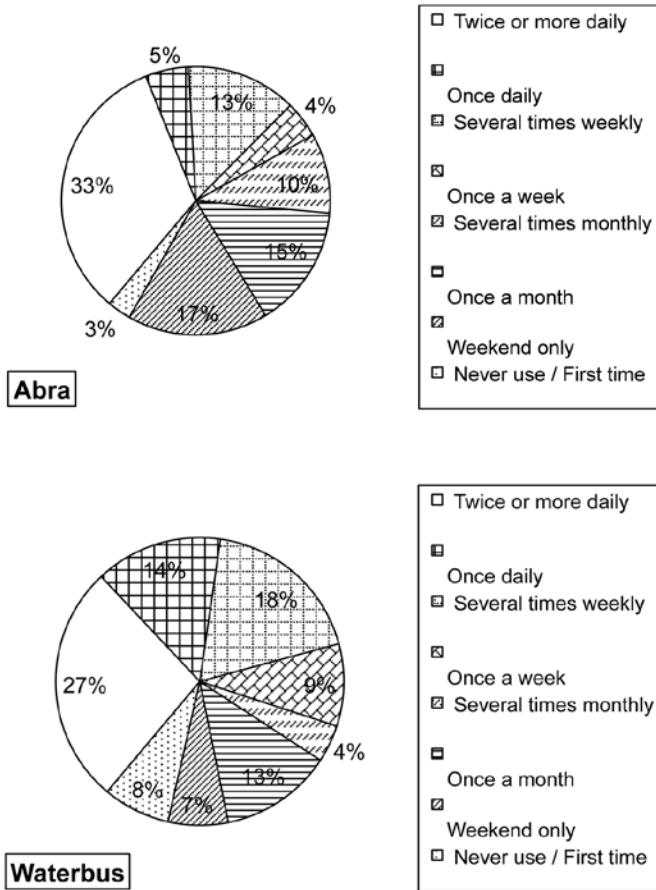 5%
13%
4%
33%
10%
15%
17%
3%
Abra
Twice or more daily
Once daily
Several times weekly
Once a week
Several times monthly
Once a month
Weekend only
Never use / First time
14%
18%
27%
9%
4%
13%
8%
7%
Waterbus
Twice or more daily
Once daily
Several times weekly
Once a week
Several times monthly
Once a month
Weekend only
Never use / First time